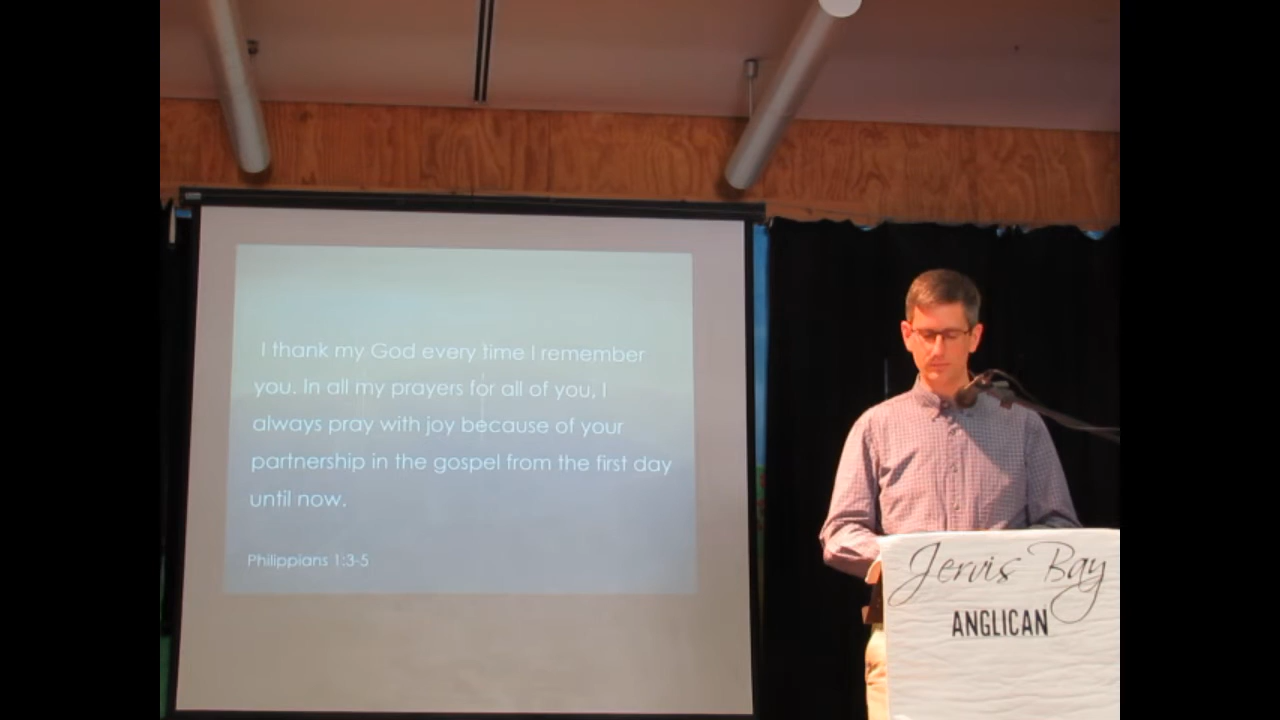 I thank my God every time I remember
you. In all my prayers for all of you, I
always pray with joy because of your
partnership in the gospel from the first day
until now.
Philippians 1:3-5
Jervis Bay
ANGLICAN